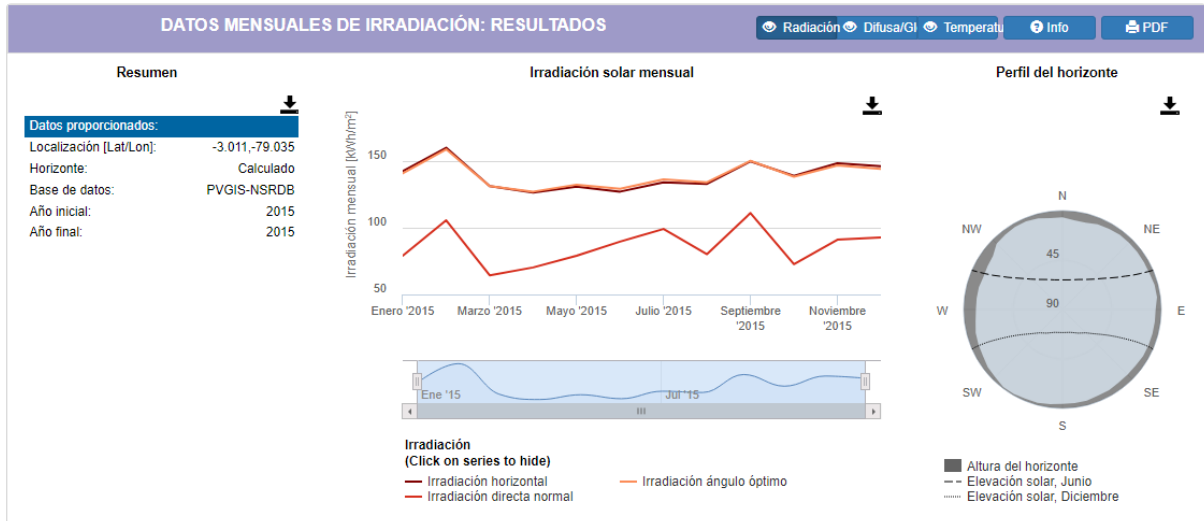 DATOS MENSUALES DE IRRADIACIÓN: RESULTADOS
Radiación
Difusa/Gl
Temperatu
Info
PDF
Resumen
Datos proporcionados:
Localización [Lat/Lon]: -3.011,-79.035
Horizonte: Calculado
Base de datos: PVGIS-NSRDB
Año inicial: 2015
Año final: 2015
Irradiación solar mensual
Irradiación mensual [kWh/m²]
150
100
50
Enero '2015
Marzo '2015
Mayo '2015
Julio '2015
Septiembre
'2015
Noviembre
'2015
Ene '15
Jul '15
Irradiación
(Click on series to hide)
Irradiación horizontal
Irradiación ángulo óptimo
Irradiación directa normal
Perfil del horizonte
N
NW
NE
45
90
W
E
SW
SE
S
Altura del horizonte
Elevación solar, Junio
Elevación solar, Diciembre